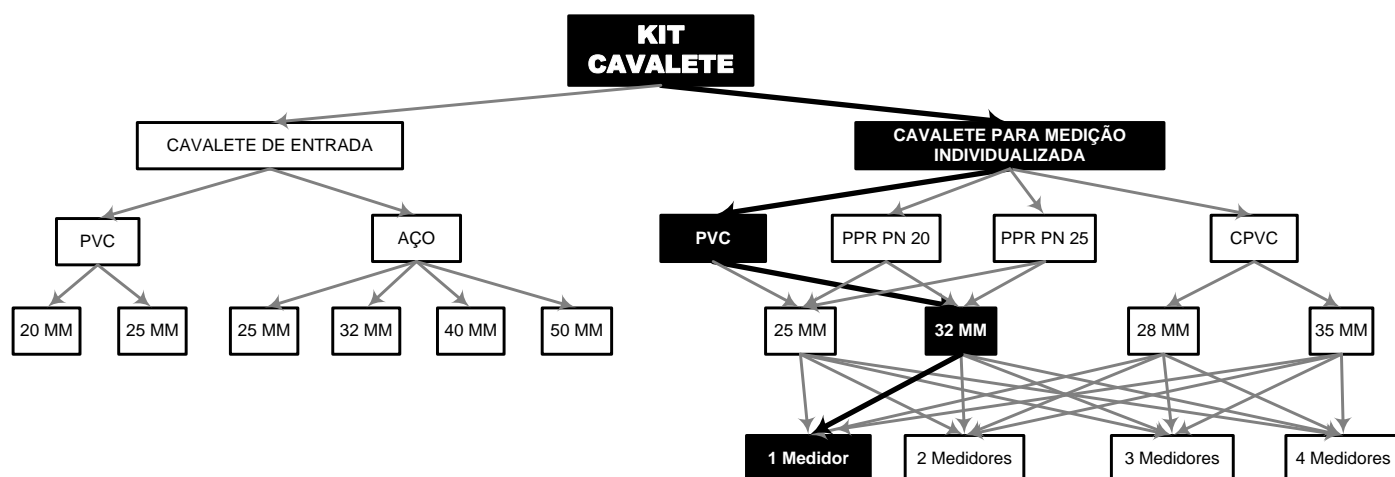 KIT
CAVALETE
CAVALETE DE ENTRADA
CAVALETE PARA MEDIÇÃO
INDIVIDUALIZADA
PVC
AÇO
PVC
PPR PN 20
PPR PN 25
CPVC
20 MM
25 MM
25 MM
32 MM
40 MM
50 MM
25 MM
32 MM
28 MM
35 MM
1 Medidor
2 Medidores
3 Medidores
4 Medidores